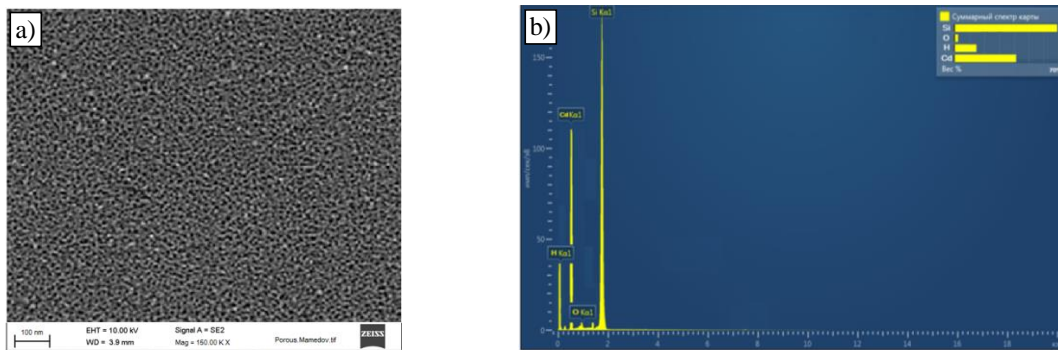 a)
100 nm
EHT = 10.00 kV
WD = 3.9 mm
Signal A = SE2
Mag = 150.00 K X
Porous.Mamedov.tif
ZEISS
b)
Si Kα1
Cd Kα1
H Kα1
O Kα1
150
100
50
0
0 2 4 6 8 10 12 14 16 18
Суммарный спектр карты
Si
O
H
Cd
Вес %